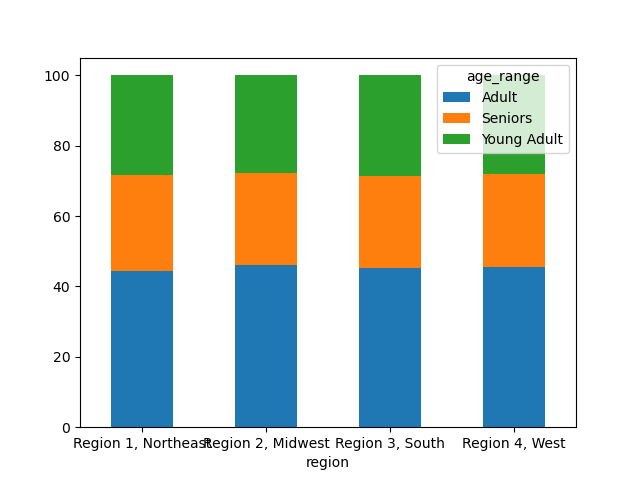 age_range
Adult
Seniors
Young Adult
100
80
60
40
20
0
Region 1, Northeast
Region 2, Midwest
Region 3, South
Region 4, West
region